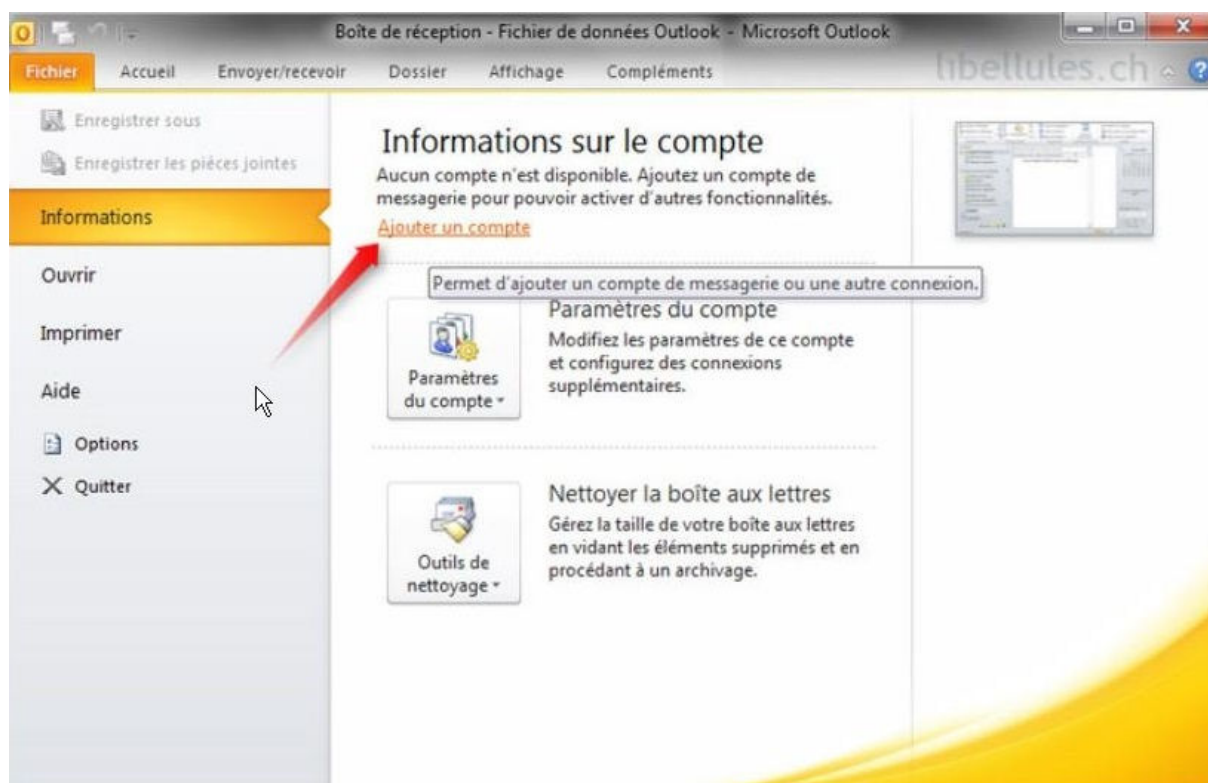 Boîte de réception - Fichier de données Outlook - Microsoft Outlook
libellules.ch
Fichier Accueil Envoyer/recevoir Dossier Affichage Compléments
Enregistrer sous
Enregistrer les pièces jointes
Informations
Ouvrir
Imprimer
Aide
Options
Quitter
Informations sur le compte
Aucun compte n'est disponible. Ajoutez un compte de
messagerie pour pouvoir activer d'autres fonctionnalités.
Ajouter un compte
Permet d'ajouter un compte de messagerie ou une autre connexion.
Paramètres
du compte
Paramètres du compte
Modifiez les paramètres de ce compte
et configurez des connexions
supplémentaires.
Outils de
nettoyage
Nettoyer la boîte aux lettres
Gérez la taille de votre boîte aux lettres
en vidant les éléments supprimés et en
procédant à un archivage.